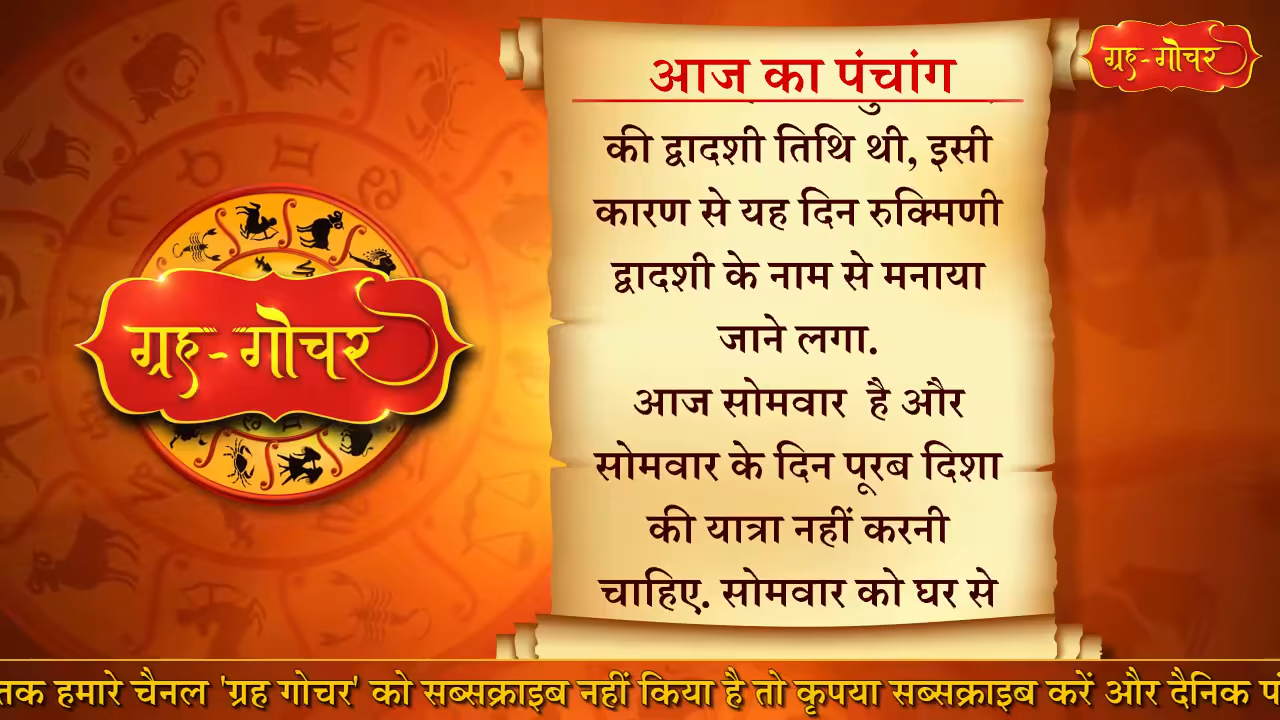 ग्रह-गोचर
आज का पंचांग
की द्वादशी तिथि थी, इसी
कारण से यह दिन रुक्मिणी
द्वादशी के नाम से मनाया
जाने लगा.
आज सोमवार है और
सोमवार के दिन पूरब दिशा
की यात्रा नहीं करनी
चाहिए. सोमवार को घर से
ग्रह-गोचर
तक हमारे चैनल 'ग्रह गोचर' को सब्सक्राइब नहीं किया है तो कृपया सब्सक्राइब करें और दैनिक